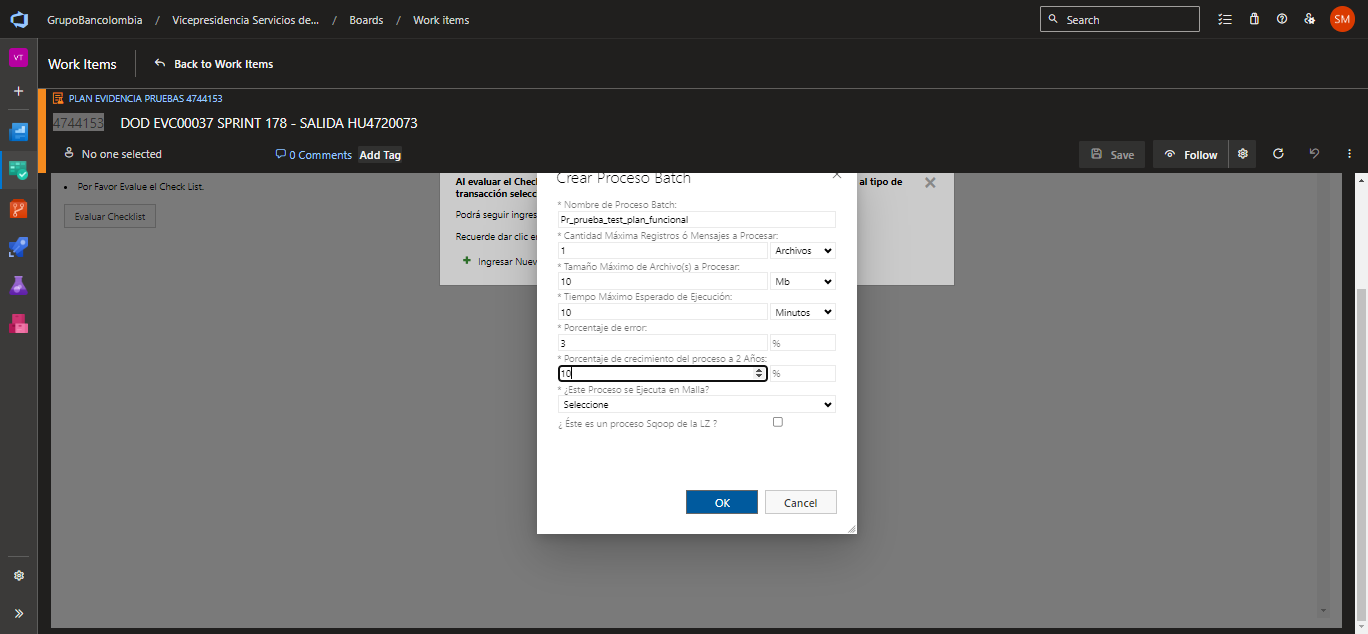 GrupoBancolombia / Vicepresidencia Servicios de... / Boards / Work items
Search
SM
VT
Work Items
Back to Work Items
PLAN EVIDENCIA PRUEBAS 4744153
4744153 DOD EVC00037 SPRINT 178 - SALIDA HU4720073
No one selected
0 Comments
Add Tag
Save
Follow
Por Favor Evalue el Check List.
Evaluar Checklist
Al evaluar el Chec
al tipo de
transacción selecc
Podrá seguir ingres
Recuerde dar clic en
Ingresar Nuev
Crear Proceso Batch
* Nombre de Proceso Batch:
Pr_prueba_test_plan_funcional
* Cantidad Máxima Registros ó Mensajes a Procesar:
1 Archivos
* Tamaño Máximo de Archivo(s) a Procesar:
10 Mb
* Tiempo Máximo Esperado de Ejecución:
10 Minutos
* Porcentaje de error:
3 %
* Porcentaje de crecimiento del proceso a 2 Años:
10 %
* ¿Este Proceso se Ejecuta en Malla?
Seleccione
¿ Éste es un proceso Sqoop de la LZ ?
OK
Cancel